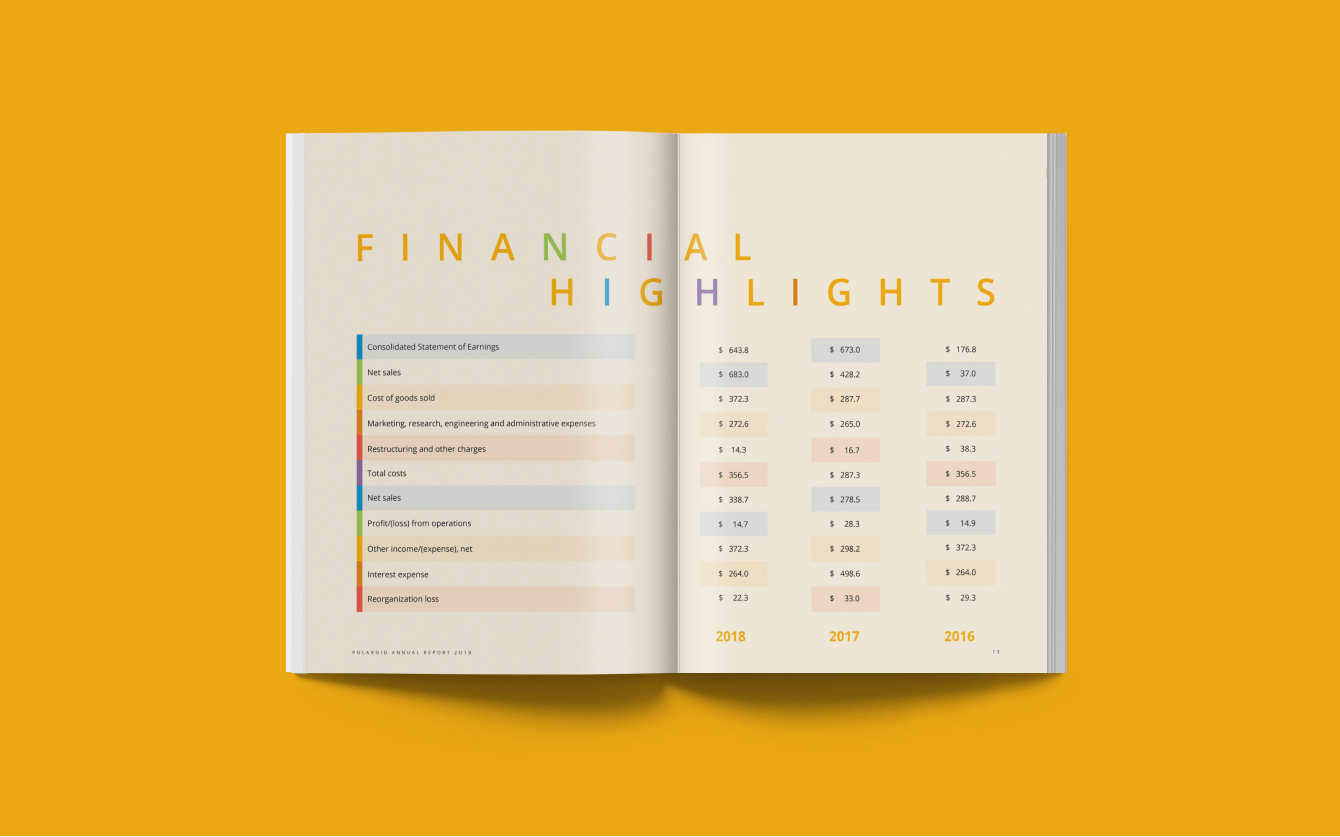 FINANCIAL
HIGHLIGHTS
Consolidated Statement of Earnings $ 643.8 $ 673.0 $ 176.8
Net sales $ 683.0 $ 428.2 $ 37.0
Cost of goods sold $ 372.3 $ 287.7 $ 287.3
Marketing, research, engineering and administrative expenses $ 272.6 $ 265.0 $ 272.6
Restructuring and other charges $ 14.3 $ 16.7 $ 38.3
Total costs $ 356.5 $ 287.3 $ 356.5
Net sales $ 338.7 $ 278.5 $ 288.7
Profit/(loss) from operations $ 14.7 $ 28.3 $ 14.9
Other income/(expense), net $ 372.3 $ 298.2 $ 372.3
Interest expense $ 264.0 $ 498.6 $ 264.0
Reorganization loss $ 22.3 $ 33.0 $ 29.3
2018 2017 2016
POLAROID ANNUAL REPORT 2018 13